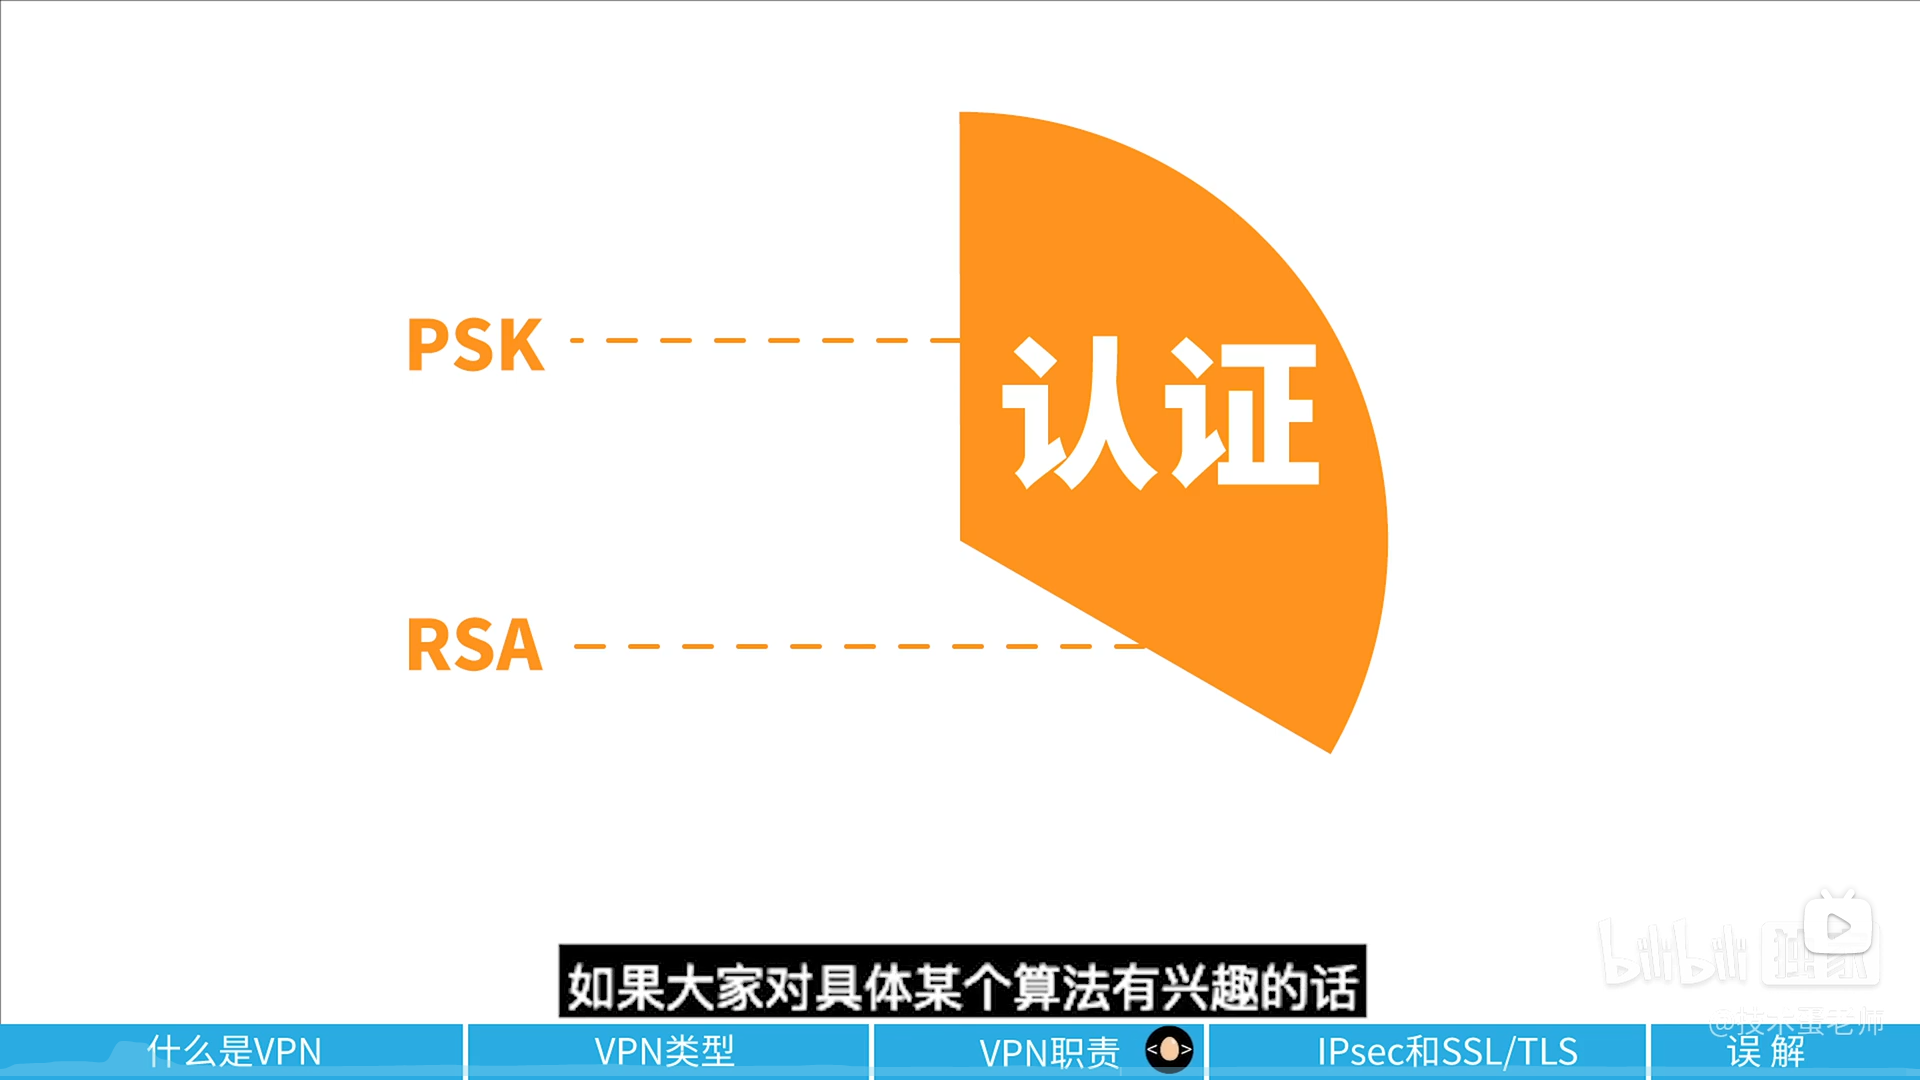 PSK
认证
RSA
如果大家对具体某个算法有兴趣的话
bilibili 独家
@技术蛋老师
什么是VPN
VPN类型
VPN职责
< >
IPsec和SSL/TLS
误 解